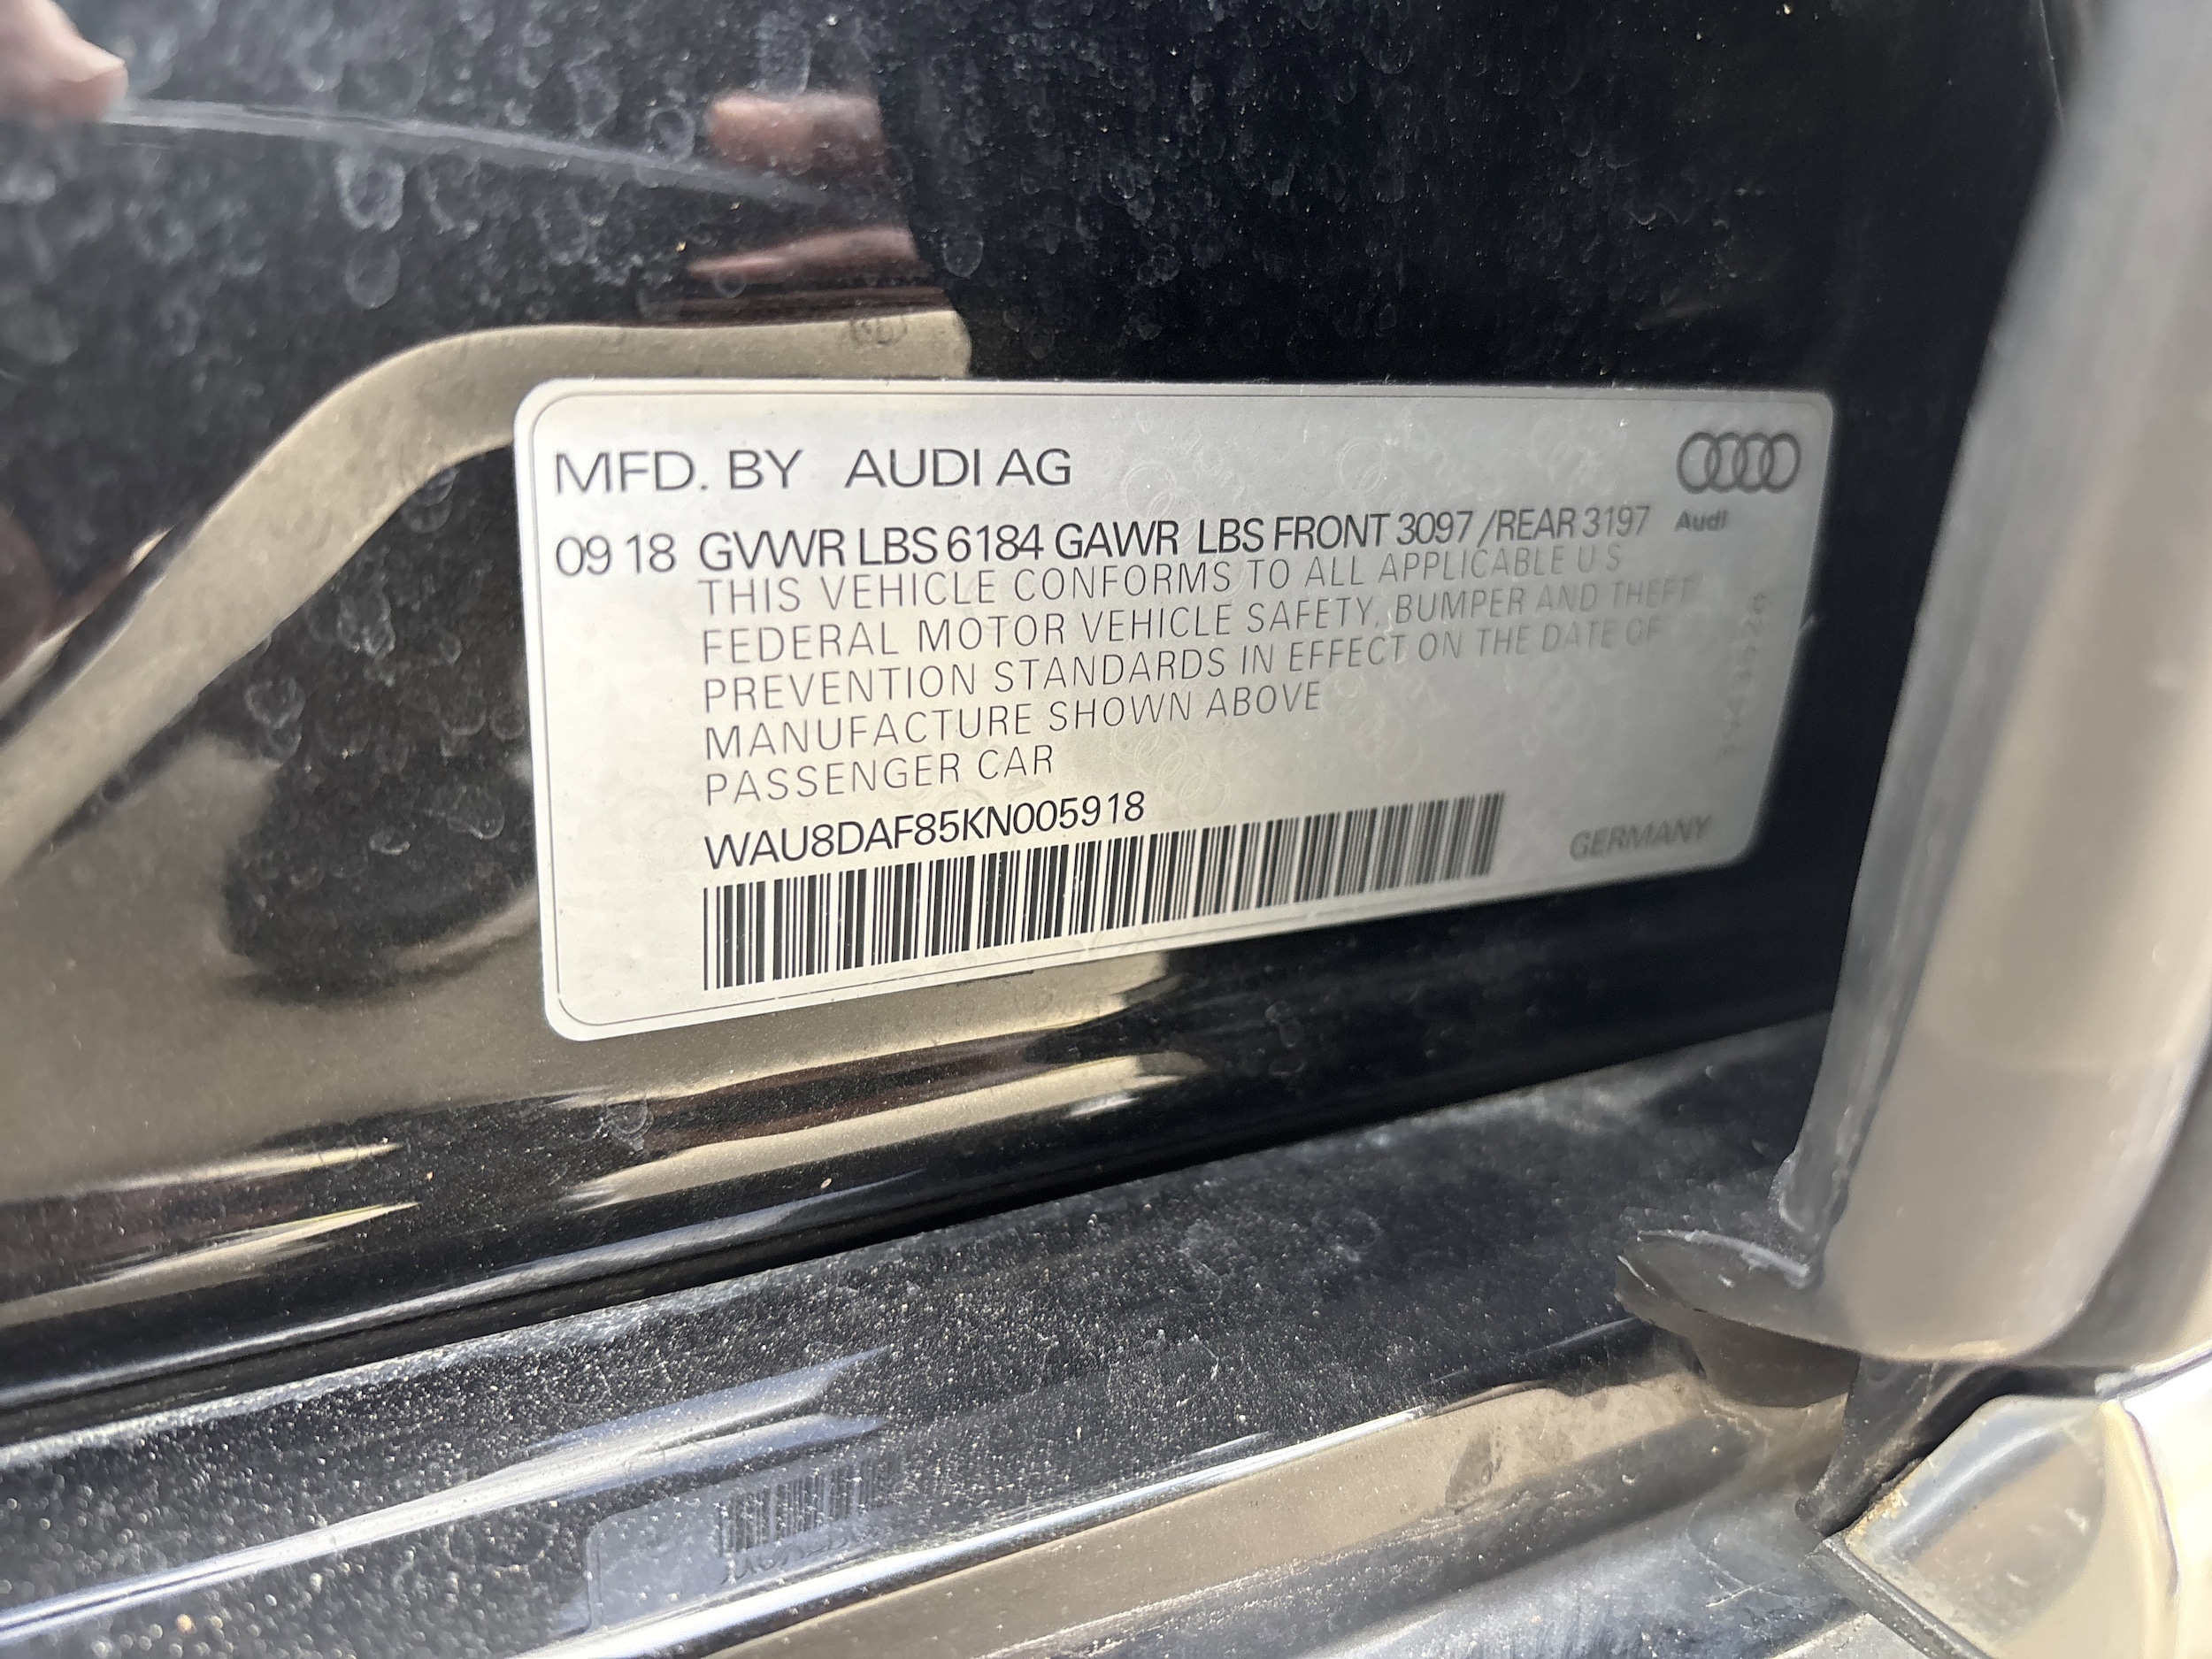 MFD. BY AUDI AG
Audi
09 18 GVWR LBS 6184 GAWR LBS FRONT 3097 /REAR 3197
THIS VEHICLE CONFORMS TO ALL APPLICABLE U S
FEDERAL MOTOR VEHICLE SAFETY, BUMPER AND THEFT
PREVENTION STANDARDS IN EFFECT ON THE DATE OF
MANUFACTURE SHOWN ABOVE
PASSENGER CAR
WAU8DAF85KN005918
GERMANY